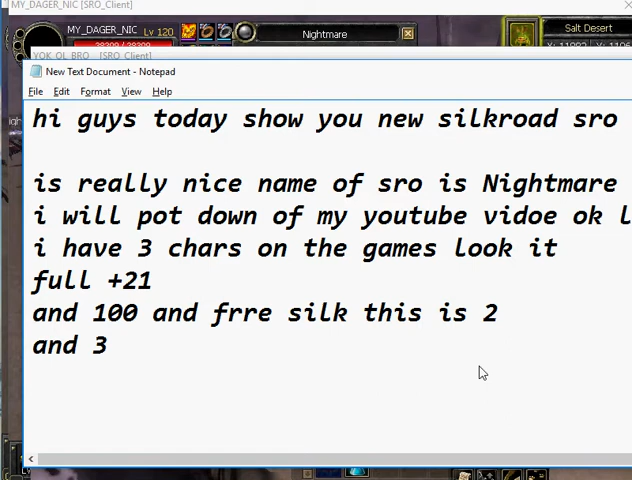 MY_DAGER_NIC [SRO_Client]
MY_DAGER_NIC Lv 120
Nightmare
Salt Desert
YOK_OL_BRO [SRO_Client]
New Text Document - Notepad
File Edit Format View Help
hi guys today show you new silkroad sro
is really nice name of sro is Nightmare
i will pot down of my youtube vidoe ok l
i have 3 chars on the games look it
full +21
and 100 and frre silk this is 2
and 3